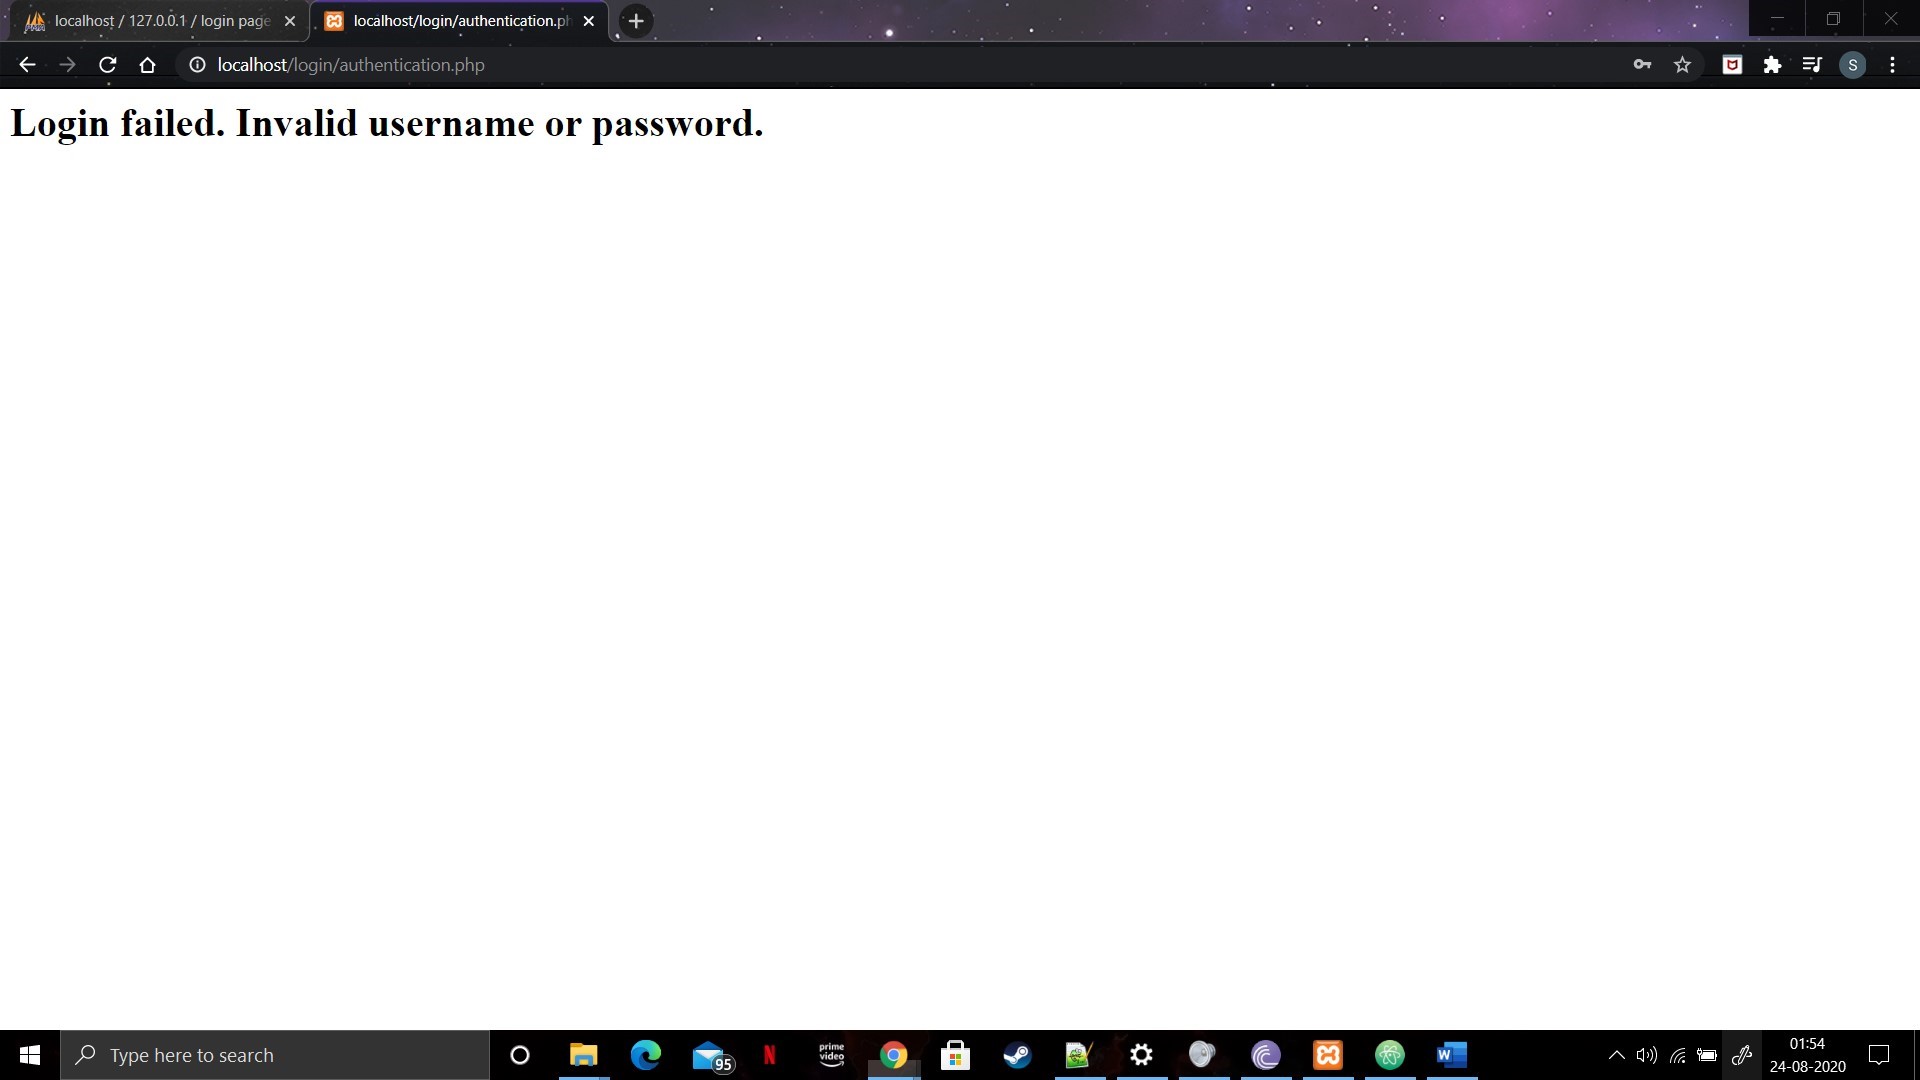 localhost / 127.0.0.1 / login page
localhost/login/authentication.ph
localhost/login/authentication.php
S
Login failed. Invalid username or password.
Type here to search
95
N
prime
video
W
01:54
24-08-2020